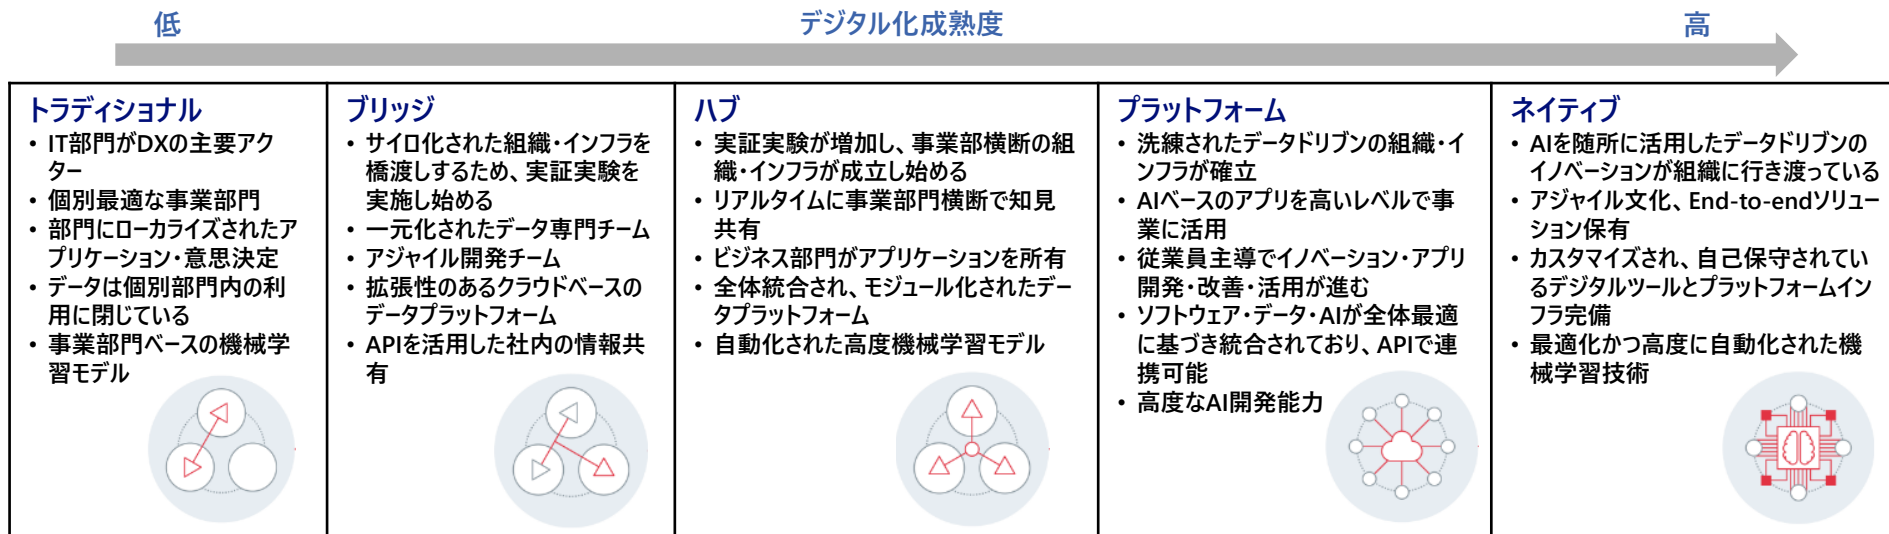 低
デジタル化成熟度
高
トラディショナル
• IT部門がDXの主要アク
ター
• 個別最適な事業部門
• 部門にローカライズされたア
プリケーション・意思決定
• データは個別部門内の利
用に閉じている
• 事業部門ベースの機械学
習モデル
ブリッジ
• サイロ化された組織・インフラを
橋渡しするため、実証実験を
実施し始める
• 一元化されたデータ専門チーム
• アジャイル開発チーム
• 拡張性のあるクラウドベースの
データプラットフォーム
• APIを活用した社内の情報共
有
ハブ
• 実証実験が増加し、事業部横断の組
織・インフラが成立し始める
• リアルタイムに事業部門横断で知見
共有
• ビジネス部門がアプリケーションを所有
• 全体統合され、モジュール化されたデー
タプラットフォーム
• 自動化された高度機械学習モデル
プラットフォーム
• 洗練されたデータドリブンの組織・イ
ンフラが確立
• AIベースのアプリを高いレベルで事
業に活用
• 従業員主導でイノベーション・アプリ
開発・改善・活用が進む
• ソフトウェア・データ・AIが全体最適
に基づき統合されており、APIで連
携可能
• 高度なAI開発能力
ネイティブ
• AIを随所に活用したデータドリブンの
イノベーションが組織に行き渡っている
• アジャイル文化、End-to-endソリュー
ション保有
• カスタマイズされ、自己保守されてい
るデジタルツールとプラットフォームイン
フラ完備
• 最適化かつ高度に自動化された機
械学習技術